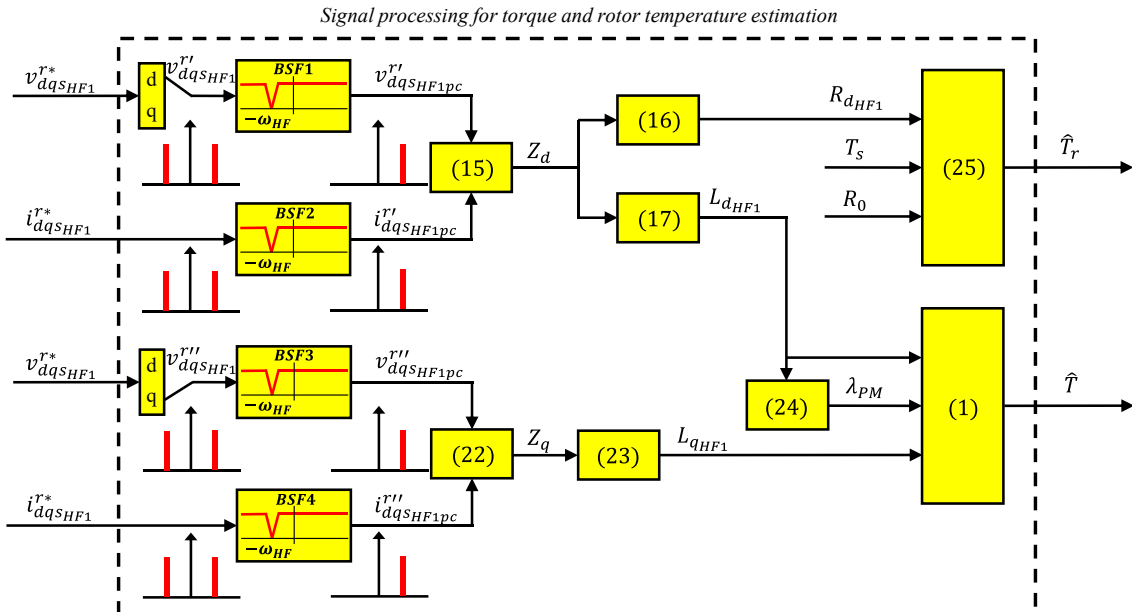 Signal processing for torque and rotor temperature estimation
v^{r*}_{dqs_{HF1}}
d
q
v^{r'}_{dqs_{HF1}}
BSF1
−ω_{HF}
v^{r'}_{dqs_{HF1pc}}
i^{r*}_{dqs_{HF1}}
BSF2
−ω_{HF}
i^{r'}_{dqs_{HF1pc}}
(15)
Z_d
(16)
R_{d_{HF1}}
T_s
R_0
(25)
T̂_r
(17)
L_{d_{HF1}}
v^{r*}_{dqs_{HF1}}
d
q
v^{r''}_{dqs_{HF1}}
BSF3
−ω_{HF}
v^{r''}_{dqs_{HF1pc}}
i^{r*}_{dqs_{HF1}}
BSF4
−ω_{HF}
i^{r''}_{dqs_{HF1pc}}
(22)
Z_q
(23)
L_{q_{HF1}}
(24)
λ_{PM}
(1)
T̂